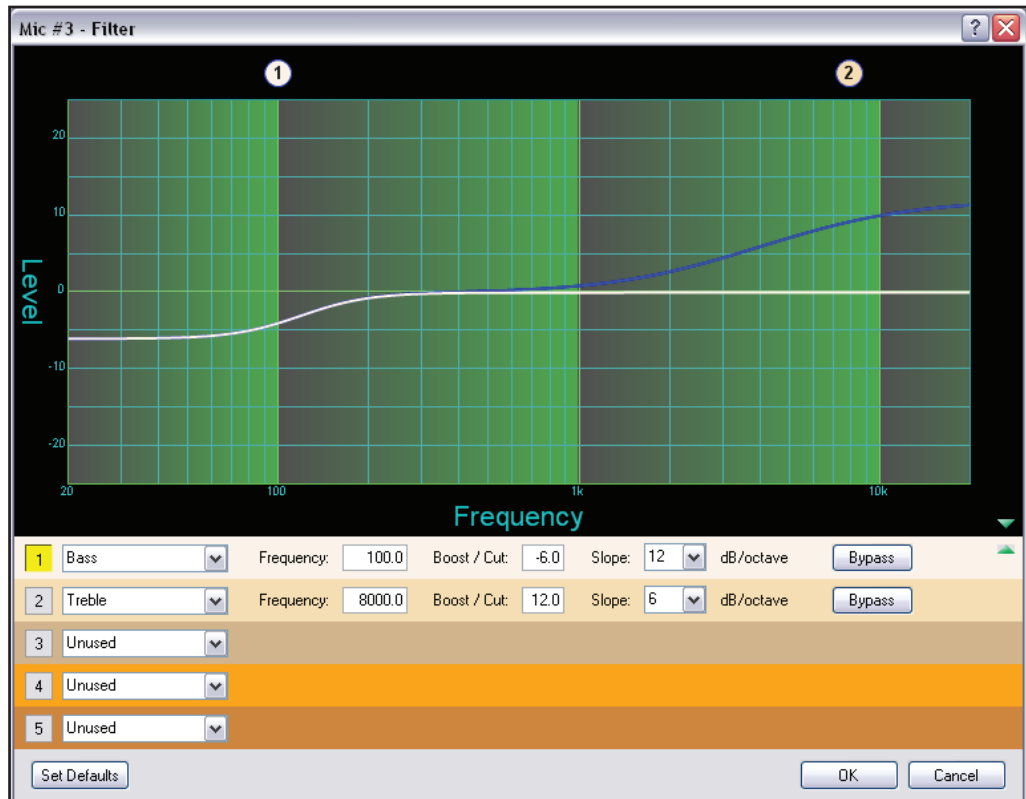 Mic #3 - Filter
?
1
2
20
10
0
-10
-20
Level
20 100 1k 10k
Frequency
1 Bass Frequency: 100.0 Boost / Cut: -6.0 Slope: 12 dB/octave Bypass
2 Treble Frequency: 8000.0 Boost / Cut: 12.0 Slope: 6 dB/octave Bypass
3 Unused
4 Unused
5 Unused
Set Defaults OK Cancel